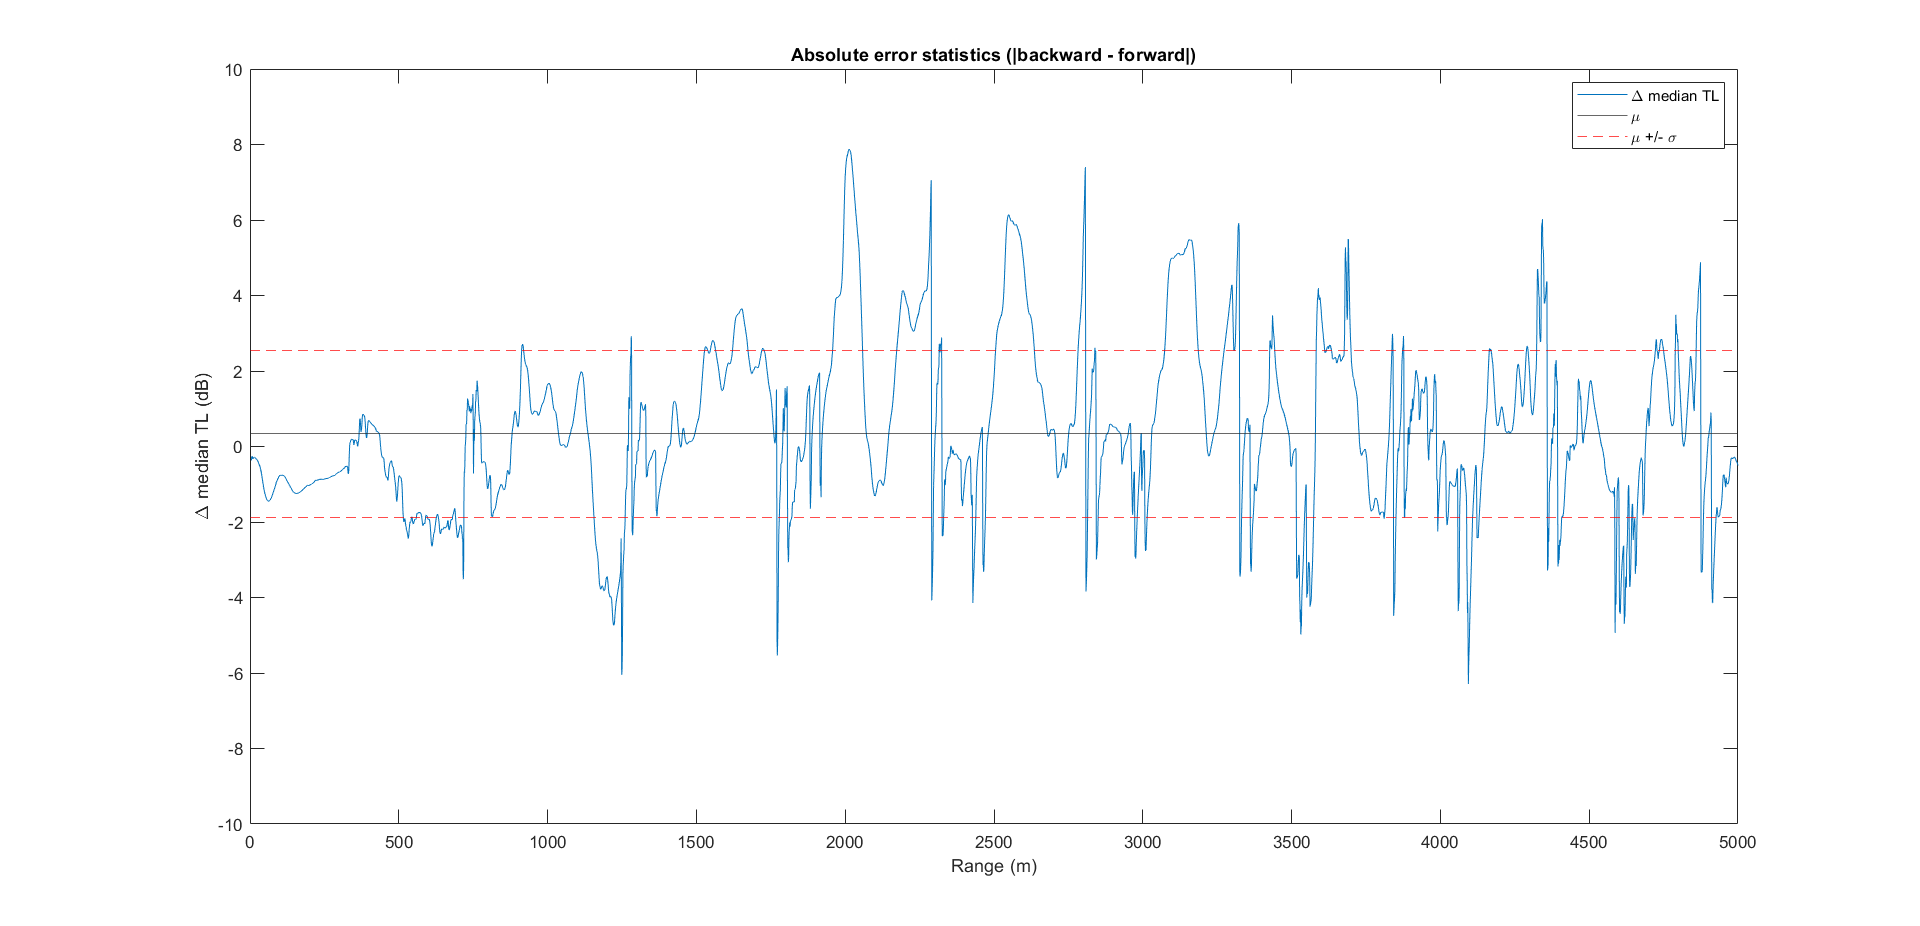 Absolute error statistics (|backward - forward|)
10
8
6
4
2
0
-2
-4
-6
-8
-10
Δ median TL (dB)
Δ median TL
μ
μ +/- σ
0 500 1000 1500 2000 2500 3000 3500 4000 4500 5000
Range (m)